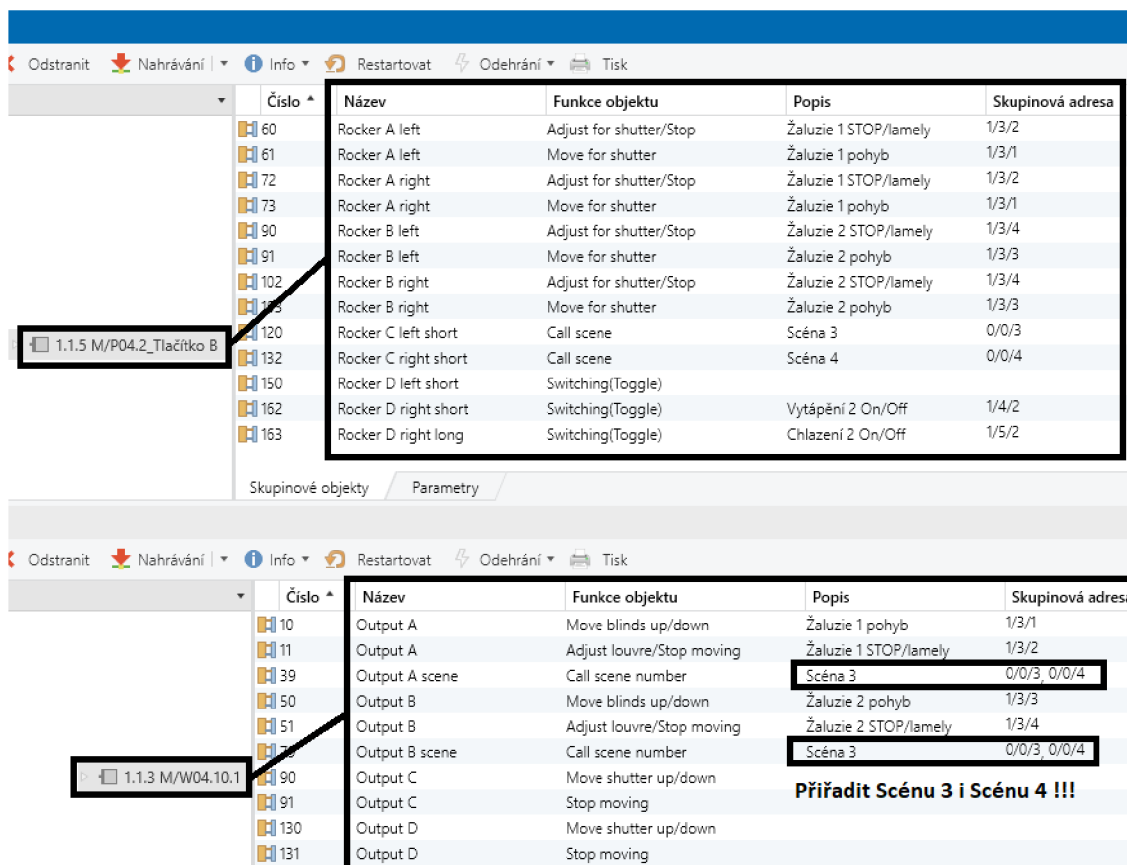 Odstranit Nahrávání Info Restartovat Odehrání Tisk
Číslo Název Funkce objektu Popis Skupinová adresa
60 Rocker A left Adjust for shutter/Stop Žaluzie 1 STOP/lamely 1/3/2
61 Rocker A left Move for shutter Žaluzie 1 pohyb 1/3/1
72 Rocker A right Adjust for shutter/Stop Žaluzie 1 STOP/lamely 1/3/2
73 Rocker A right Move for shutter Žaluzie 1 pohyb 1/3/1
90 Rocker B left Adjust for shutter/Stop Žaluzie 2 STOP/lamely 1/3/4
91 Rocker B left Move for shutter Žaluzie 2 pohyb 1/3/3
102 Rocker B right Adjust for shutter/Stop Žaluzie 2 STOP/lamely 1/3/4
Rocker B right Move for shutter Žaluzie 2 pohyb 1/3/3
120 Rocker C left short Call scene Scéna 3 0/0/3
1.1.5 M/P04.2_Tlačítko B
132 Rocker C right short Call scene Scéna 4 0/0/4
150 Rocker D left short Switching(Toggle)
162 Rocker D right short Switching(Toggle) Vytápění 2 On/Off 1/4/2
163 Rocker D right long Switching(Toggle) Chlazení 2 On/Off 1/5/2
Skupinové objekty Parametry
Odstranit Nahrávání Info Restartovat Odehrání Tisk
Číslo Název Funkce objektu Popis Skupinová adresa
10 Output A Move blinds up/down Žaluzie 1 pohyb 1/3/1
11 Output A Adjust louvre/Stop moving Žaluzie 1 STOP/lamely 1/3/2
39 Output A scene Call scene number Scéna 3 0/0/3, 0/0/4
50 Output B Move blinds up/down Žaluzie 2 pohyb 1/3/3
51 Output B Adjust louvre/Stop moving Žaluzie 2 STOP/lamely 1/3/4
Output B scene Call scene number Scéna 3 0/0/3, 0/0/4
1.1.3 M/W04.10.1
90 Output C Move shutter up/down
Přiřadit Scénu 3 i Scénu 4 !!!
91 Output C Stop moving
130 Output D Move shutter up/down
131 Output D Stop moving